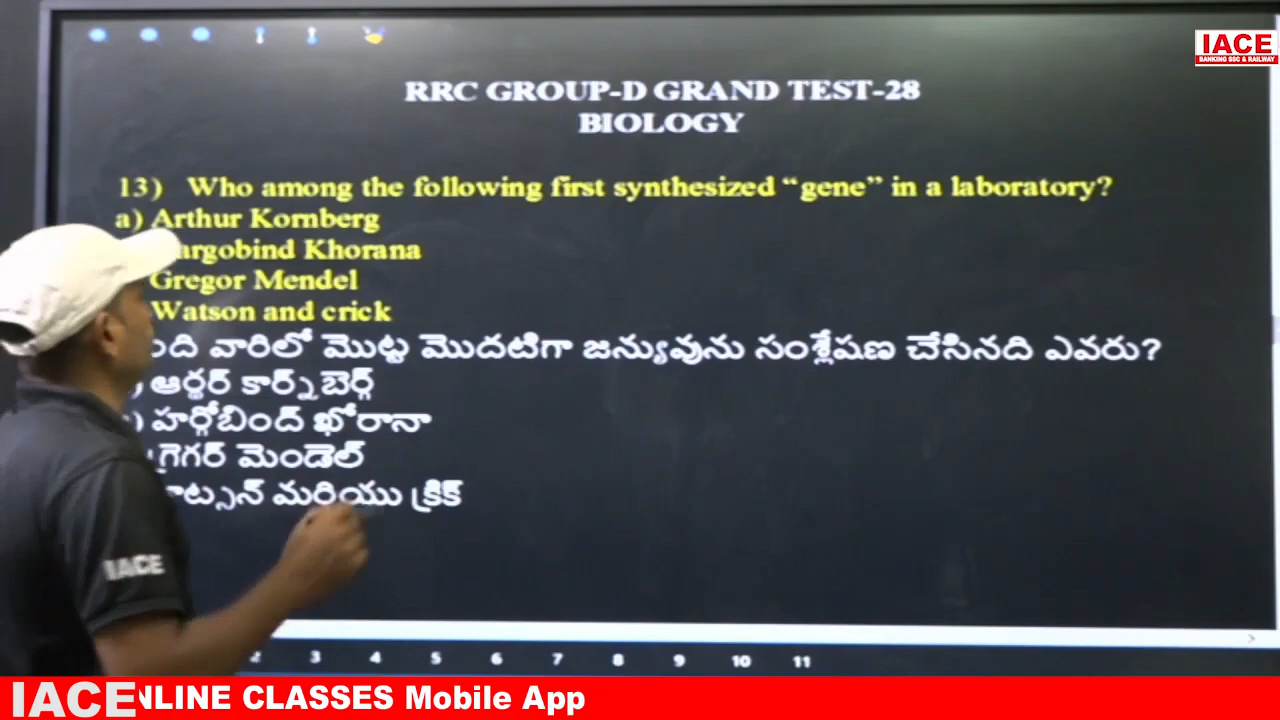 IACE
BANKING SSC & RAILWAY
RRC GROUP-D GRAND TEST-28
BIOLOGY
13) Who among the following first synthesized “gene” in a laboratory?
a) Arthur Kornberg
argobind Khorana
Gregor Mendel
Watson and crick
ంది వారిలో మొట్ట మొదటిగా జన్యువును సంశ్లేషణ చేసినది ఎవరు?
) ఆర్థర్ కార్న్ బెర్గ్
) హర్గోబింద్ ఖోరానా
గ్రెగర్ మెండెల్
ాట్సన్ మరియు క్రిక్
IACE
2 3 4 5 6 7 8 9 10 11
IACE NLINE CLASSES Mobile App